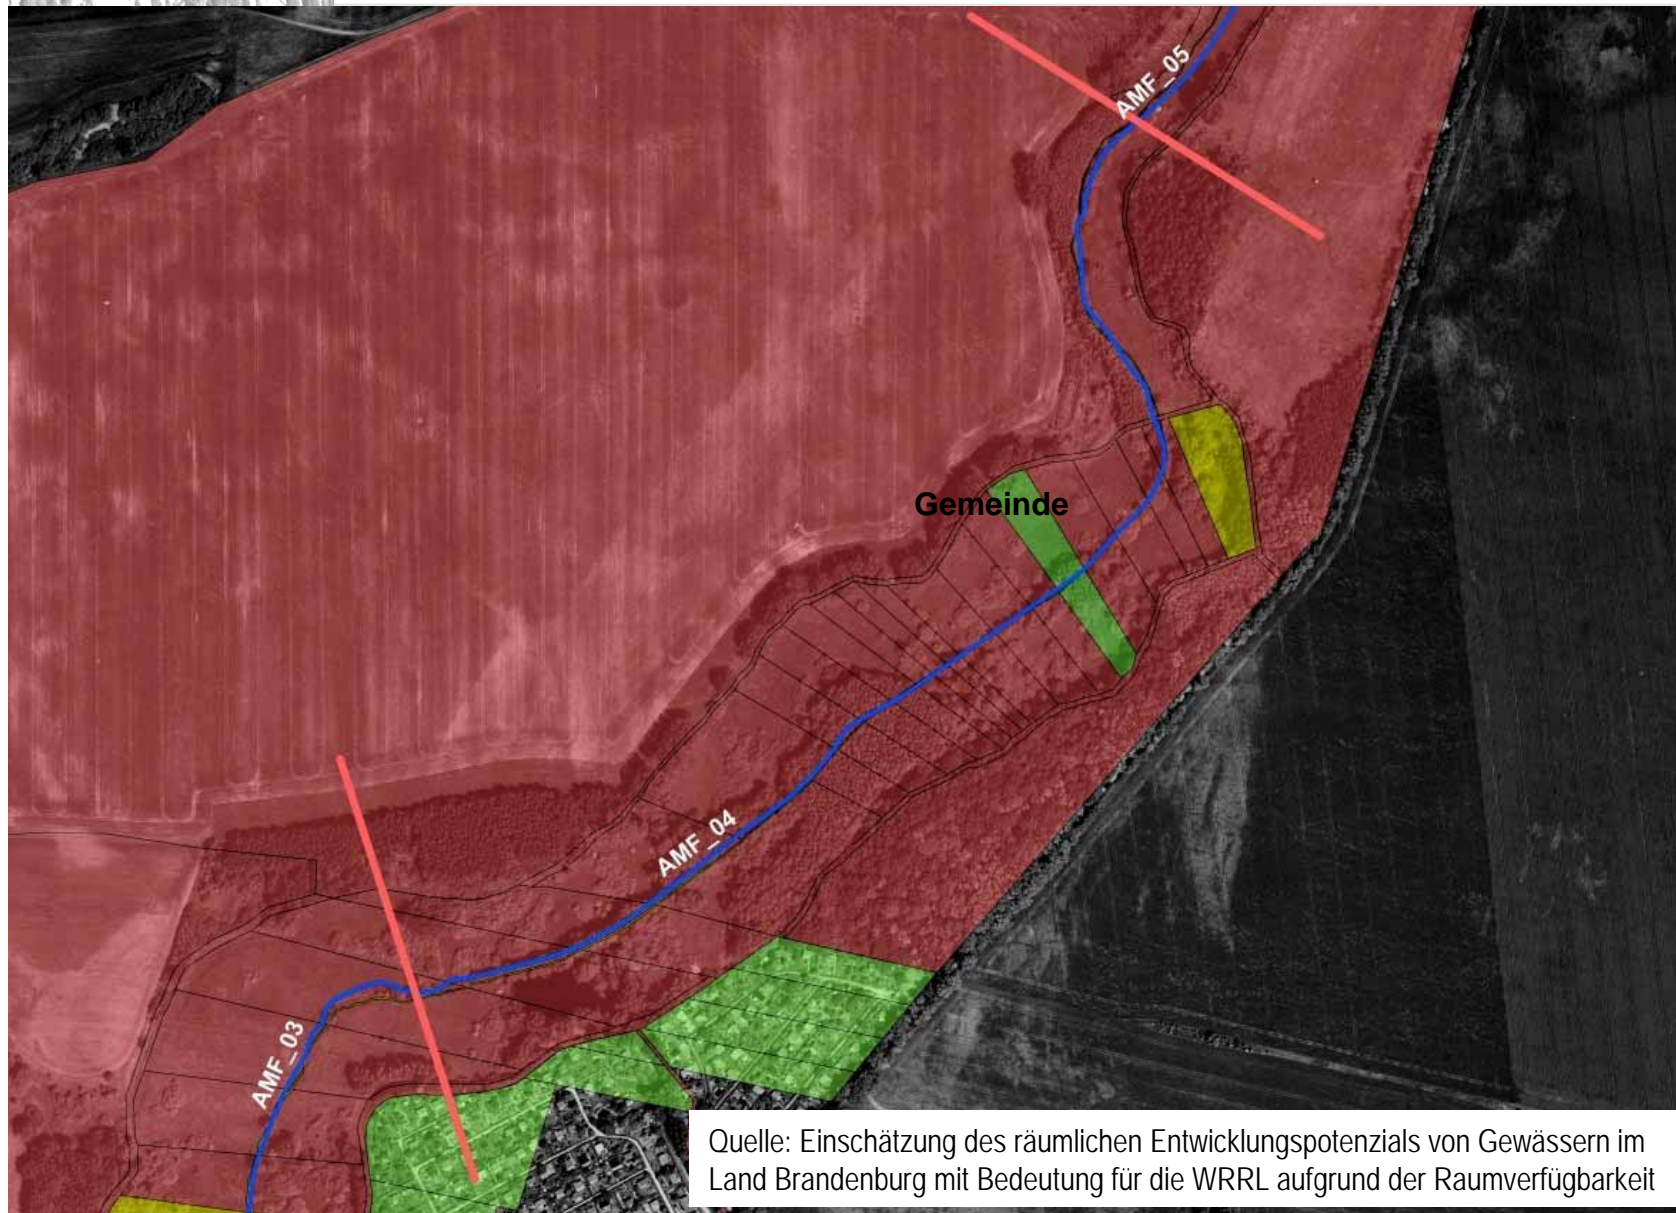 AMF_05
Gemeinde
AMF_04
AMF_03
Quelle: Einschätzung des räumlichen Entwicklungspotenzials von Gewässern im
Land Brandenburg mit Bedeutung für die WRRL aufgrund der Raumverfügbarkeit